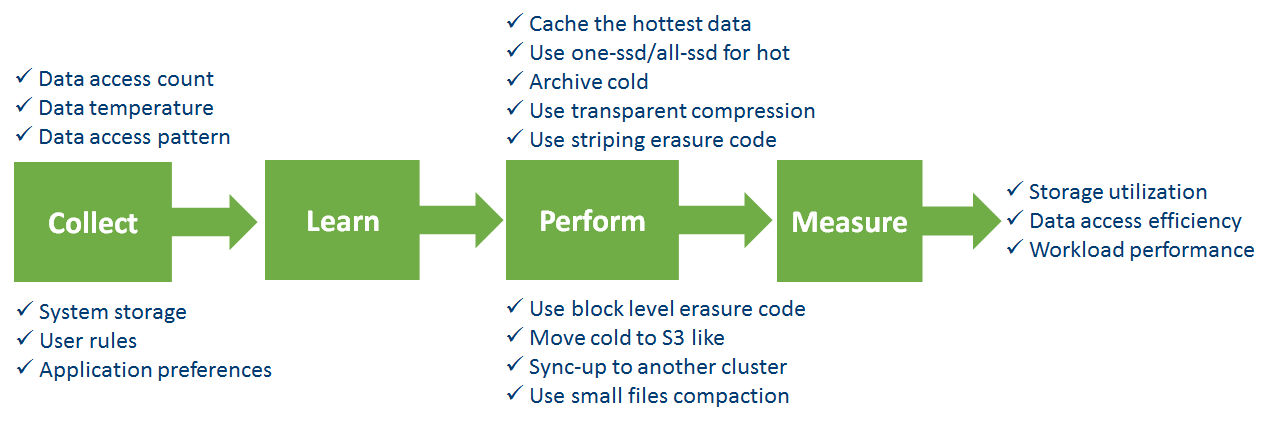 ✓ Cache the hottest data
✓ Use one-ssd/all-ssd for hot
✓ Archive cold
✓ Use transparent compression
✓ Use striping erasure code
✓ Data access count
✓ Data temperature
✓ Data access pattern
Collect
Learn
Perform
Measure
✓ Storage utilization
✓ Data access efficiency
✓ Workload performance
✓ System storage
✓ User rules
✓ Application preferences
✓ Use block level erasure code
✓ Move cold to S3 like
✓ Sync-up to another cluster
✓ Use small files compaction